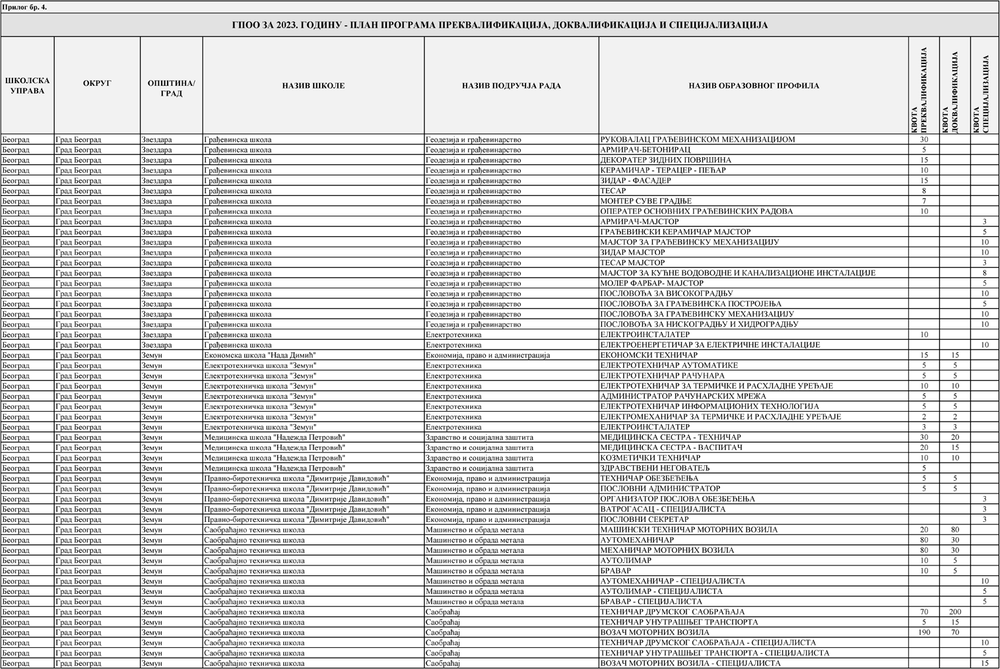 Прилог бр. 4.
ГПОО ЗА 2023. ГОДИНУ - ПЛАН ПРОГРАМА ПРЕКВАЛИФИКАЦИЈА, ДОКВАЛИФИКАЦИЈА И СПЕЦИЈАЛИЗАЦИЈА
ШКОЛСКА УПРАВА ОКРУГ ОПШТИНА/ ГРАД НАЗИВ ШКОЛЕ НАЗИВ ПОДРУЧЈА РАДА НАЗИВ ОБРАЗОВНОГ ПРОФИЛА КВОТА ПРЕКВАЛИФИКАЦИЈА КВОТА ДОКВАЛИФИКАЦИЈА КВОТА СПЕЦИЈАЛИЗАЦИЈА
Београд Град Београд Звездара Грађевинска школа Геодезија и грађевинарство РУКОВАЛАЦ ГРАЂЕВИНСКОМ МЕХАНИЗАЦИЈОМ 30
Београд Град Београд Звездара Грађевинска школа Геодезија и грађевинарство АРМИРАЧ-БЕТОНИРАЦ 5
Београд Град Београд Звездара Грађевинска школа Геодезија и грађевинарство ДЕКОРАТЕР ЗИДНИХ ПОВРШИНА 15
Београд Град Београд Звездара Грађевинска школа Геодезија и грађевинарство КЕРАМИЧАР - ТЕРАЦЕР - ПЕЋАР 10
Београд Град Београд Звездара Грађевинска школа Геодезија и грађевинарство ЗИДАР - ФАСАДЕР 15
Београд Град Београд Звездара Грађевинска школа Геодезија и грађевинарство ТЕСАР 8
Београд Град Београд Звездара Грађевинска школа Геодезија и грађевинарство МОНТЕР СУВЕ ГРАДЊЕ 7
Београд Град Београд Звездара Грађевинска школа Геодезија и грађевинарство ОПЕРАТЕР ОСНОВНИХ ГРАЂЕВИНСКИХ РАДОВА 10
Београд Град Београд Звездара Грађевинска школа Геодезија и грађевинарство АРМИРАЧ-МАЈСТОР 3
Београд Град Београд Звездара Грађевинска школа Геодезија и грађевинарство ГРАЂЕВИНСКИ КЕРАМИЧАР МАЈСТОР 5
Београд Град Београд Звездара Грађевинска школа Геодезија и грађевинарство МАЈСТОР ЗА ГРАЂЕВИНСКУ МЕХАНИЗАЦИЈУ 10
Београд Град Београд Звездара Грађевинска школа Геодезија и грађевинарство ЗИДАР МАЈСТОР 10
Београд Град Београд Звездара Грађевинска школа Геодезија и грађевинарство ТЕСАР МАЈСТОР 3
Београд Град Београд Звездара Грађевинска школа Геодезија и грађевинарство МАЈСТОР ЗА КУЋНЕ ВОДОВОДНЕ И КАНАЛИЗАЦИОНЕ ИНСТАЛАЦИЈЕ 8
Београд Град Београд Звездара Грађевинска школа Геодезија и грађевинарство МОЛЕР ФАРБАР- МАЈСТОР 5
Београд Град Београд Звездара Грађевинска школа Геодезија и грађевинарство ПОСЛОВОЂА ЗА ВИСОКОГРАДЊУ 10
Београд Град Београд Звездара Грађевинска школа Геодезија и грађевинарство ПОСЛОВОЂА ЗА ГРАЂЕВИНСКА ПОСТРОЈЕЊА 5
Београд Град Београд Звездара Грађевинска школа Геодезија и грађевинарство ПОСЛОВОЂА ЗА ГРАЂЕВИНСКУ МЕХАНИЗАЦИЈУ 10
Београд Град Београд Звездара Грађевинска школа Геодезија и грађевинарство ПОСЛОВОЂА ЗА НИСКОГРАДЊУ И ХИДРОГРАДЊУ 10
Београд Град Београд Звездара Грађевинска школа Електротехника ЕЛЕКТРОИНСТАЛАТЕР 10
Београд Град Београд Звездара Грађевинска школа Електротехника ЕЛЕКТРОЕНЕРГЕТИЧАР ЗА ЕЛЕКТРИЧНЕ ИНСТАЛАЦИЈЕ 10
Београд Град Београд Земун Економска школа "Нада Димић" Економија, право и администрација ЕКОНОМСКИ ТЕХНИЧАР 15 15
Београд Град Београд Земун Електротехничка школа "Земун" Електротехника ЕЛЕКТРОТЕХНИЧАР АУТОМАТИКЕ 5 5
Београд Град Београд Земун Електротехничка школа "Земун" Електротехника ЕЛЕКТРОТЕХНИЧАР РАЧУНАРА 5 5
Београд Град Београд Земун Електротехничка школа "Земун" Електротехника ЕЛЕКТРОТЕХНИЧАР ЗА ТЕРМИЧКЕ И РАСХЛАДНЕ УРЕЂАЈЕ 10 10
Београд Град Београд Земун Електротехничка школа "Земун" Електротехника АДМИНИСТРАТОР РАЧУНАРСКИХ МРЕЖА 5 5
Београд Град Београд Земун Електротехничка школа "Земун" Електротехника ЕЛЕКТРОТЕХНИЧАР ИНФОРМАЦИОНИХ ТЕХНОЛОГИЈА 5 5
Београд Град Београд Земун Електротехничка школа "Земун" Електротехника ЕЛЕКТРОМЕХАНИЧАР ЗА ТЕРМИЧКЕ И РАСХЛАДНЕ УРЕЂАЈЕ 2 2
Београд Град Београд Земун Електротехничка школа "Земун" Електротехника ЕЛЕКТРОИНСТАЛАТЕР 3 3
Београд Град Београд Земун Медицинска школа "Надежда Петровић" Здравство и социјална заштита МЕДИЦИНСКА СЕСТРА - ТЕХНИЧАР 30 20
Београд Град Београд Земун Медицинска школа "Надежда Петровић" Здравство и социјална заштита МЕДИЦИНСКА СЕСТРА - ВАСПИТАЧ 20 15
Београд Град Београд Земун Медицинска школа "Надежда Петровић" Здравство и социјална заштита КОЗМЕТИЧКИ ТЕХНИЧАР 10 10
Београд Град Београд Земун Медицинска школа "Надежда Петровић" Здравство и социјална заштита ЗДРАВСТВЕНИ НЕГОВАТЕЉ 5
Београд Град Београд Земун Правно-биротехничка школа "Димитрије Давидовић" Економија, право и администрација ТЕХНИЧАР ОБЕЗБЕЂЕЊА 5 5
Београд Град Београд Земун Правно-биротехничка школа "Димитрије Давидовић" Економија, право и администрација ПОСЛОВНИ АДМИНИСТРАТОР 5 5
Београд Град Београд Земун Правно-биротехничка школа "Димитрије Давидовић" Економија, право и администрација ОРГАНИЗАТОР ПОСЛОВА ОБЕЗБЕЂЕЊА 3
Београд Град Београд Земун Правно-биротехничка школа "Димитрије Давидовић" Економија, право и администрација ВАТРОГАСАЦ - СПЕЦИЈАЛИСТА 3
Београд Град Београд Земун Правно-биротехничка школа "Димитрије Давидовић" Економија, право и администрација ПОСЛОВНИ СЕКРЕТАР 3
Београд Град Београд Земун Саобраћајно техничка школа Машинство и обрада метала МАШИНСКИ ТЕХНИЧАР МОТОРНИХ ВОЗИЛА 20 80
Београд Град Београд Земун Саобраћајно техничка школа Машинство и обрада метала АУТОМЕХАНИЧАР 80 30
Београд Град Београд Земун Саобраћајно техничка школа Машинство и обрада метала МЕХАНИЧАР МОТОРНИХ ВОЗИЛА 80 30
Београд Град Београд Земун Саобраћајно техничка школа Машинство и обрада метала АУТОЛИМАР 10 5
Београд Град Београд Земун Саобраћајно техничка школа Машинство и обрада метала БРАВАР 10 5
Београд Град Београд Земун Саобраћајно техничка школа Машинство и обрада метала АУТОМЕХАНИЧАР - СПЕЦИЈАЛИСТА 10
Београд Град Београд Земун Саобраћајно техничка школа Машинство и обрада метала АУТОЛИМАР - СПЕЦИЈАЛИСТА 5
Београд Град Београд Земун Саобраћајно техничка школа Машинство и обрада метала БРАВАР - СПЕЦИЈАЛИСТА 5
Београд Град Београд Земун Саобраћајно техничка школа Саобраћај ТЕХНИЧАР ДРУМСКОГ САОБРАЋАЈА 70 200
Београд Град Београд Земун Саобраћајно техничка школа Саобраћај ТЕХНИЧАР УНУТРАШЊЕГ ТРАНСПОРТА 5 15
Београд Град Београд Земун Саобраћајно техничка школа Саобраћај ВОЗАЧ МОТОРНИХ ВОЗИЛА 190 70
Београд Град Београд Земун Саобраћајно техничка школа Саобраћај ТЕХНИЧАР ДРУМСКОГ САОБРАЋАЈА - СПЕЦИЈАЛИСТА 10
Београд Град Београд Земун Саобраћајно техничка школа Саобраћај ТЕХНИЧАР УНУТРАШЊЕГ ТРАНСПОРТА - СПЕЦИЈАЛИСТА 5
Београд Град Београд Земун Саобраћајно техничка школа Саобраћај ВОЗАЧ МОТОРНИХ ВОЗИЛА - СПЕЦИЈАЛИСТА 15